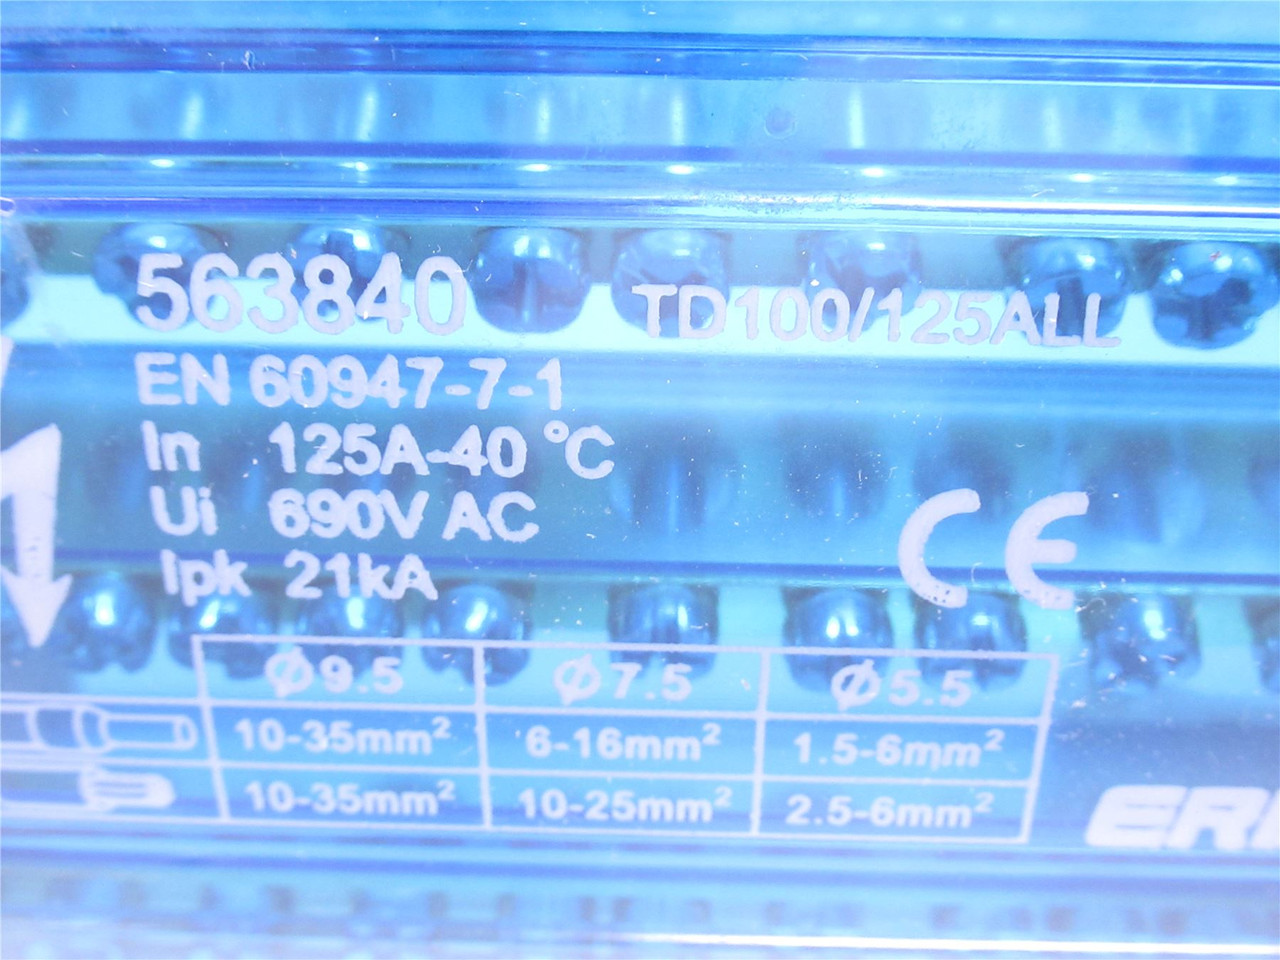 563840 TD100/125ALL
EN 60947-7-1
In 125A-40 °C
Ui 690V AC
Ipk 21kA
CE
Ø9.5 Ø7.5 Ø5.5
10-35mm² 6-16mm² 1.5-6mm²
10-35mm² 10-25mm² 2.5-6mm²